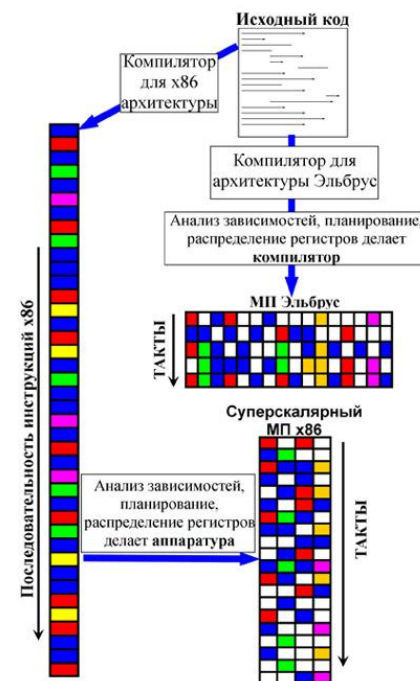 Исходный код
Компилятор
для x86
архитектуры
Компилятор для
архитектуры Эльбрус
Анализ зависимостей, планирование,
распределение регистров делает
компилятор
МП Эльбрус
ТАКТЫ
Последовательность инструкций x86
Суперскалярный
МП x86
Анализ зависимостей,
планирование,
распределение регистров
делает аппаратура
ТАКТЫ